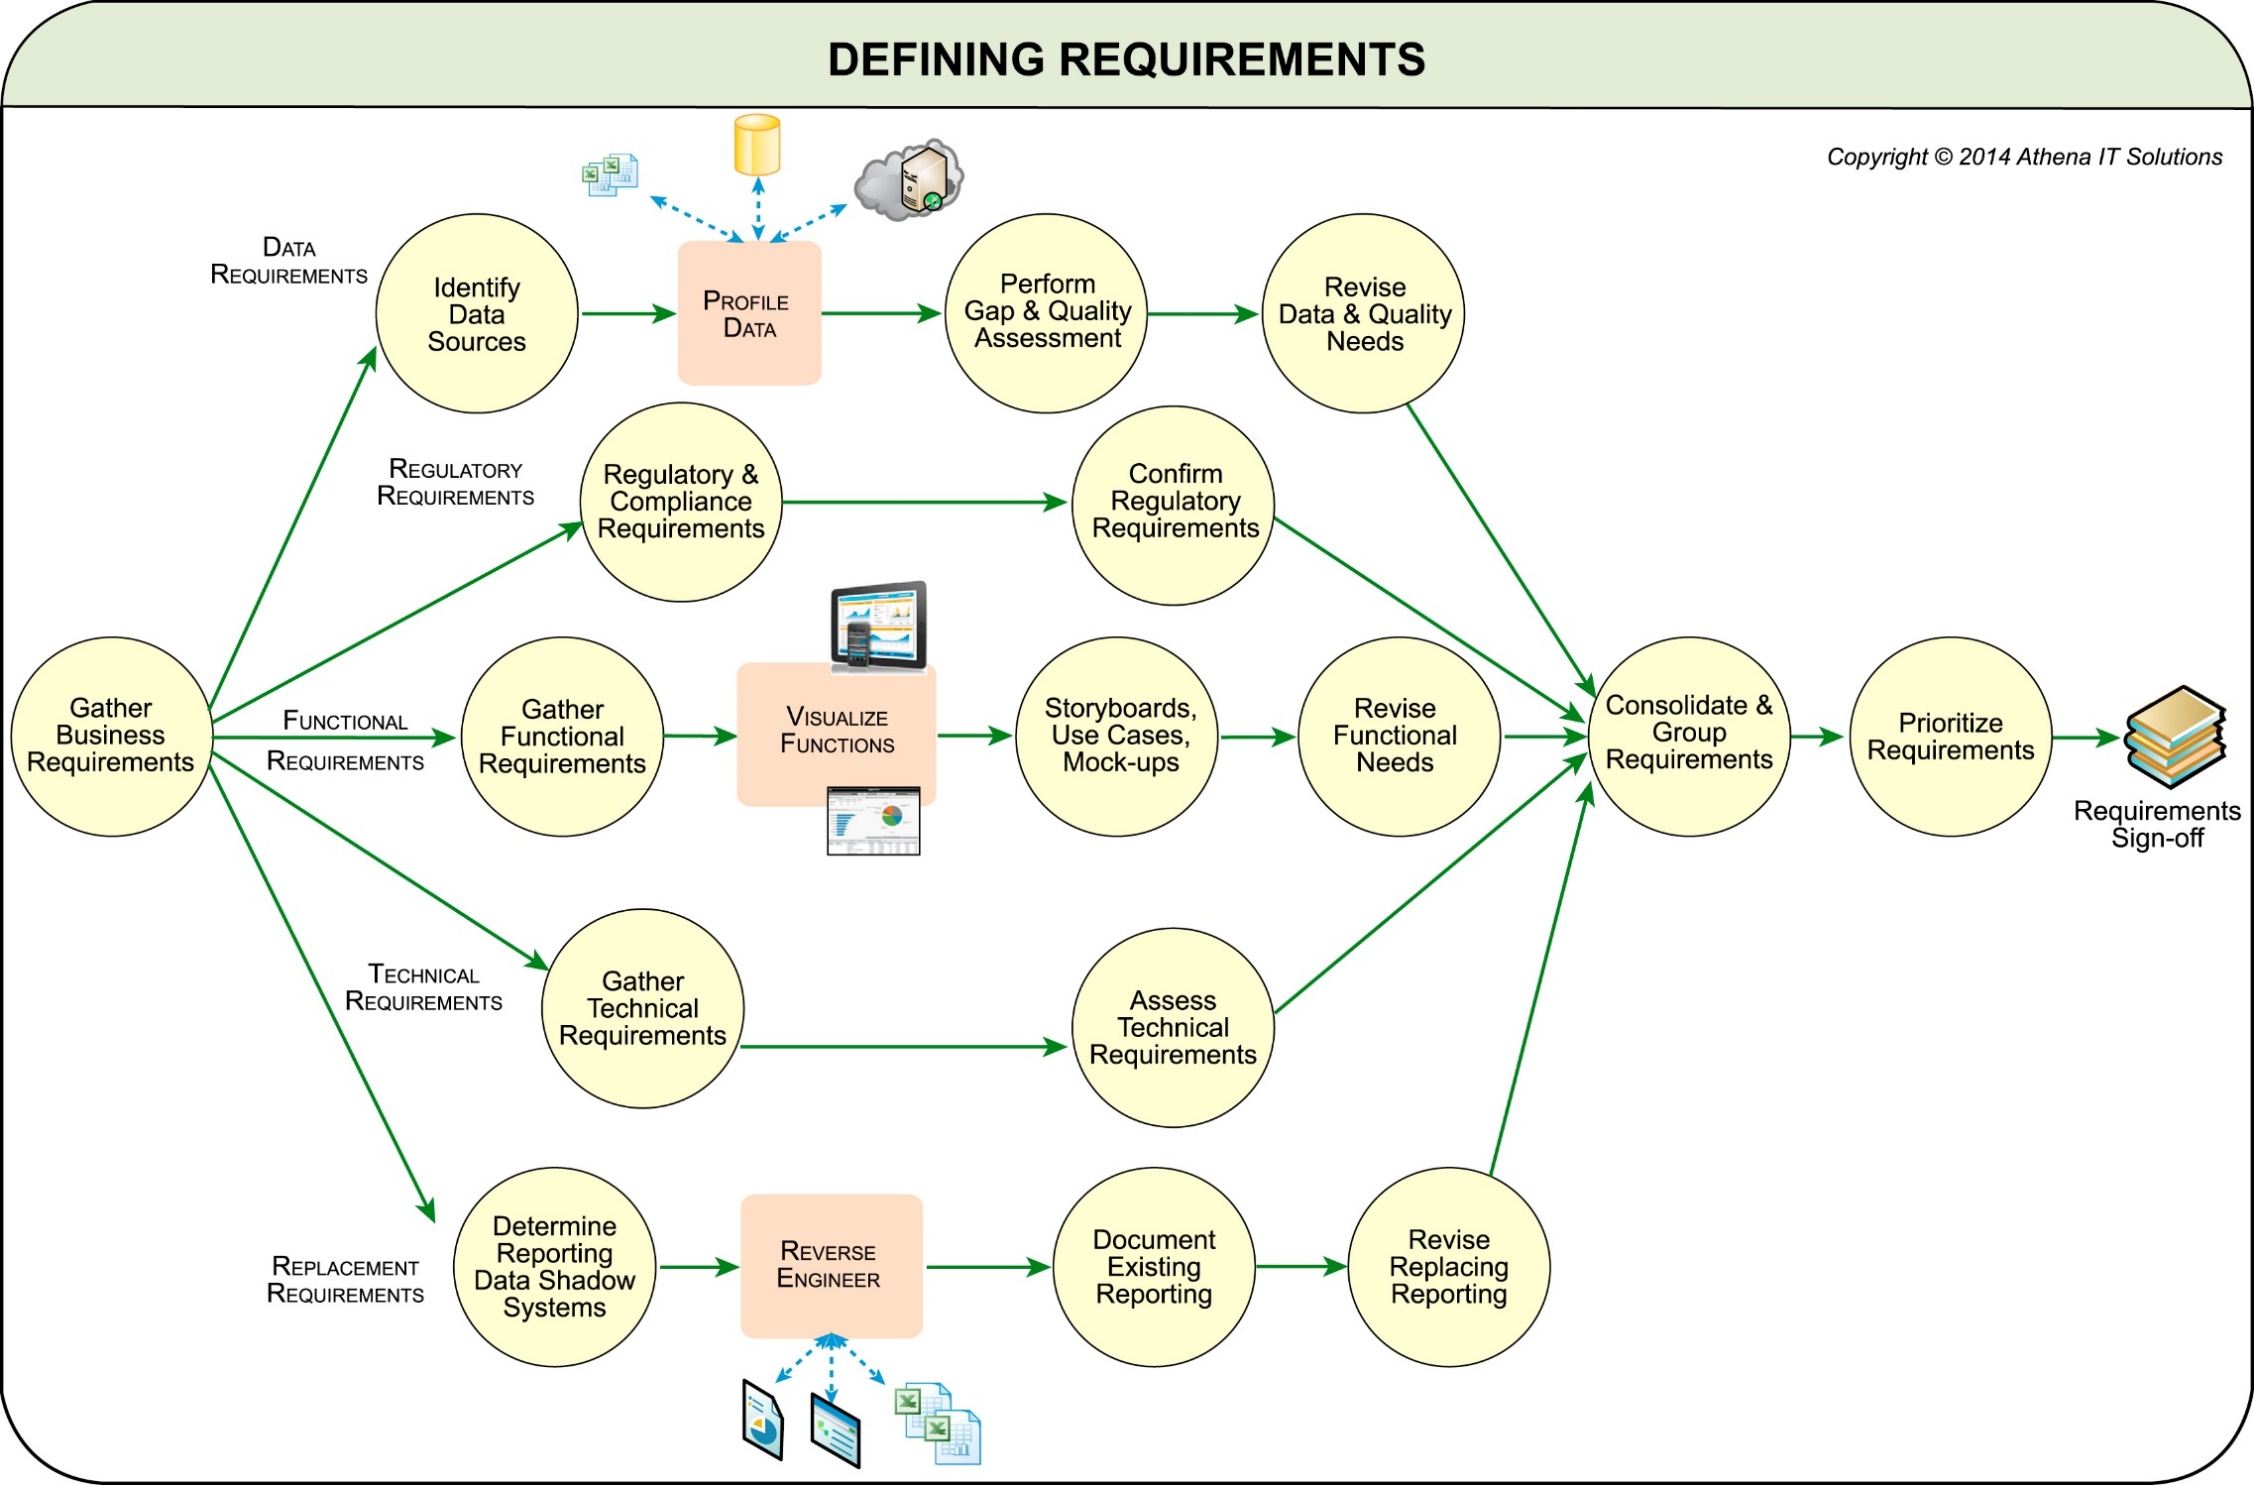 DEFINING REQUIREMENTS
Copyright © 2014 Athena IT Solutions
DATA
REQUIREMENTS
Identify
Data
Sources
PROFILE
DATA
Perform
Gap & Quality
Assessment
Revise
Data & Quality
Needs
REGULATORY
REQUIREMENTS
Regulatory &
Compliance
Requirements
Confirm
Regulatory
Requirements
Gather
Business
Requirements
FUNCTIONAL
REQUIREMENTS
Gather
Functional
Requirements
VISUALIZE
FUNCTIONS
Storyboards,
Use Cases,
Mock-ups
Revise
Functional
Needs
Consolidate &
Group
Requirements
Prioritize
Requirements
Requirements
Sign-off
TECHNICAL
REQUIREMENTS
Gather
Technical
Requirements
Assess
Technical
Requirements
REPLACEMENT
REQUIREMENTS
Determine
Reporting
Data Shadow
Systems
REVERSE
ENGINEER
Document
Existing
Reporting
Revise
Replacing
Reporting